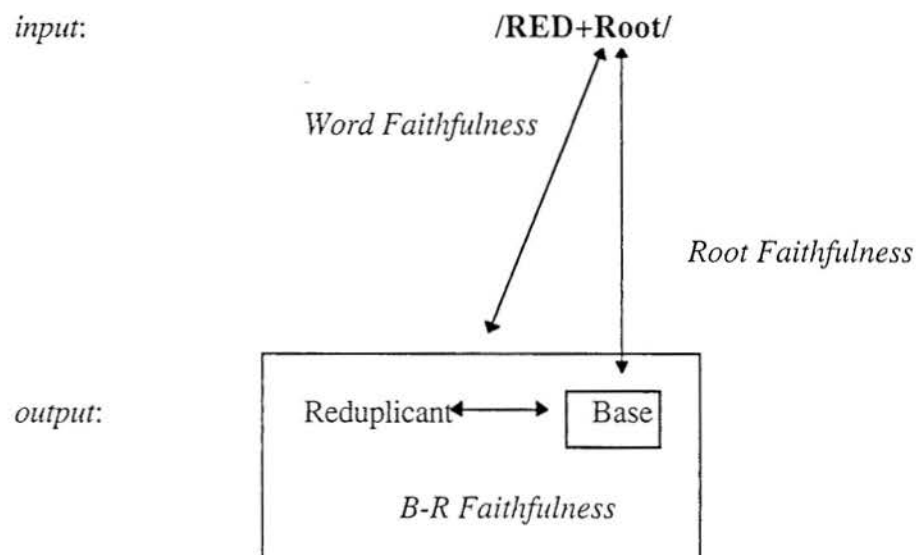 input:
/RED+Root/
Word Faithfulness
Root Faithfulness
output:
Reduplicant
Base
B-R Faithfulness